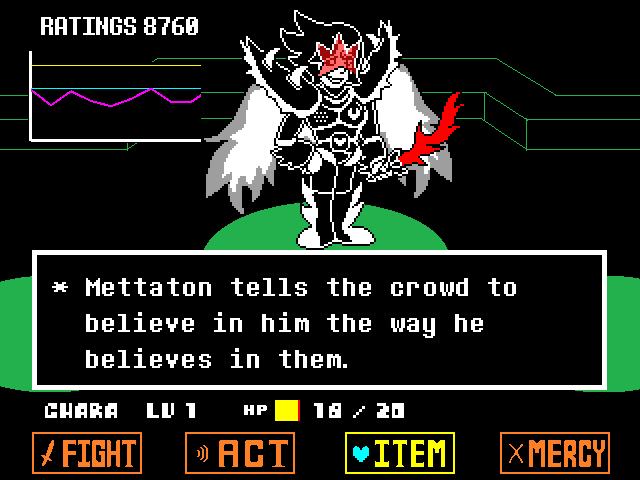 RATINGS 8760
* Mettaton tells the crowd to
believe in him the way he
believes in them.
CHARA LV 1 HP 18 / 20
FIGHT ACT ITEM MERCY